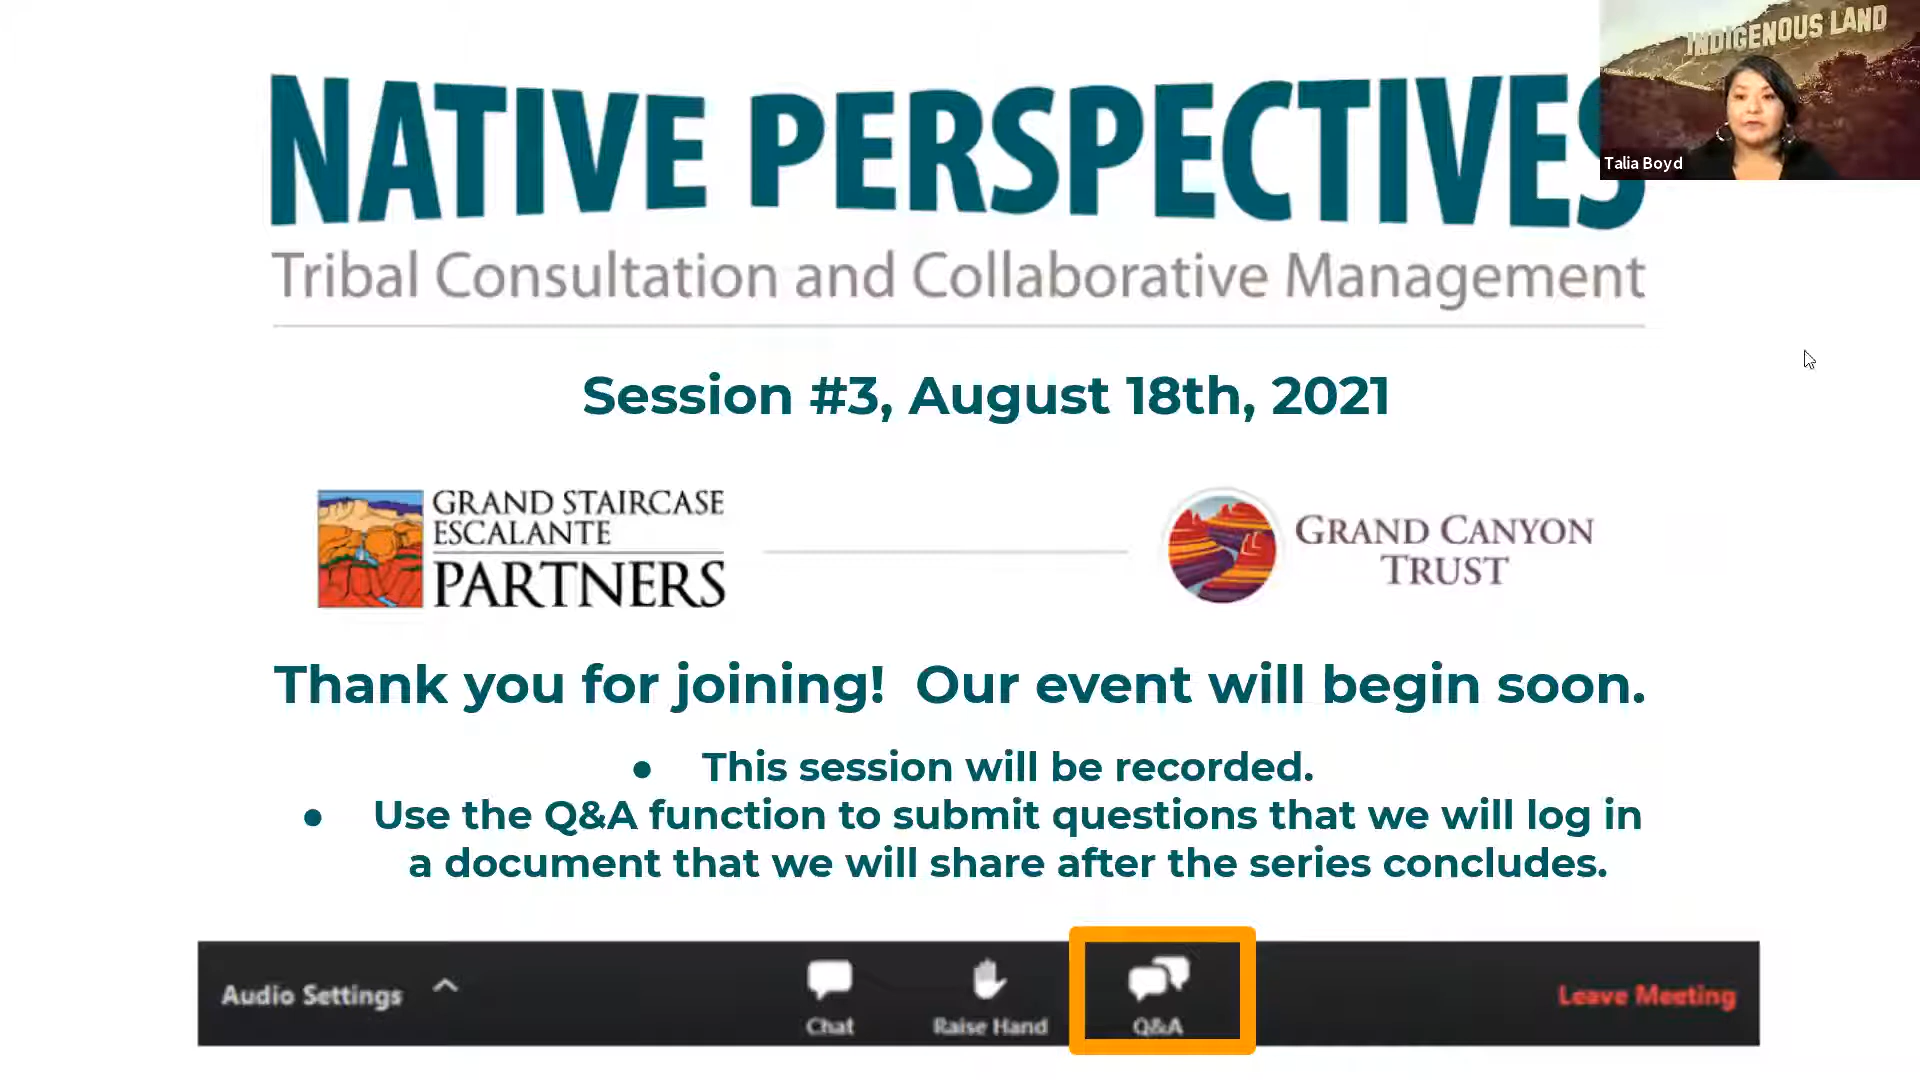 INDIGENOUS LAND
Talia Boyd
NATIVE PERSPECTIVES
Tribal Consultation and Collaborative Management
Session #3, August 18th, 2021
GRAND STAIRCASE
ESCALANTE
PARTNERS
GRAND CANYON
TRUST
Thank you for joining! Our event will begin soon.
● This session will be recorded.
● Use the Q&A function to submit questions that we will log in
a document that we will share after the series concludes.
Audio Settings
Chat
Raise Hand
Q&A
Leave Meeting